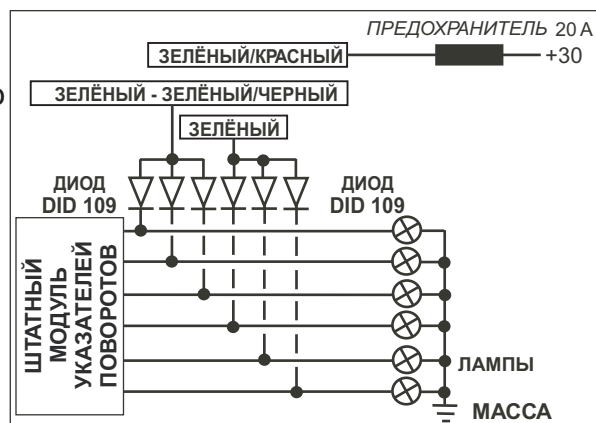 ПРЕДОХРАНИТЕЛЬ 20 А
ЗЕЛЁНЫЙ/КРАСНЫЙ
+30
ЗЕЛЁНЫЙ - ЗЕЛЁНЫЙ/ЧЕРНЫЙ
ЗЕЛЁНЫЙ
ДИОД
DID 109
ДИОД
DID 109
ШТАТНЫЙ
МОДУЛЬ
УКАЗАТЕЛЕЙ
ПОВОРОТОВ
ЛАМПЫ
МАССА